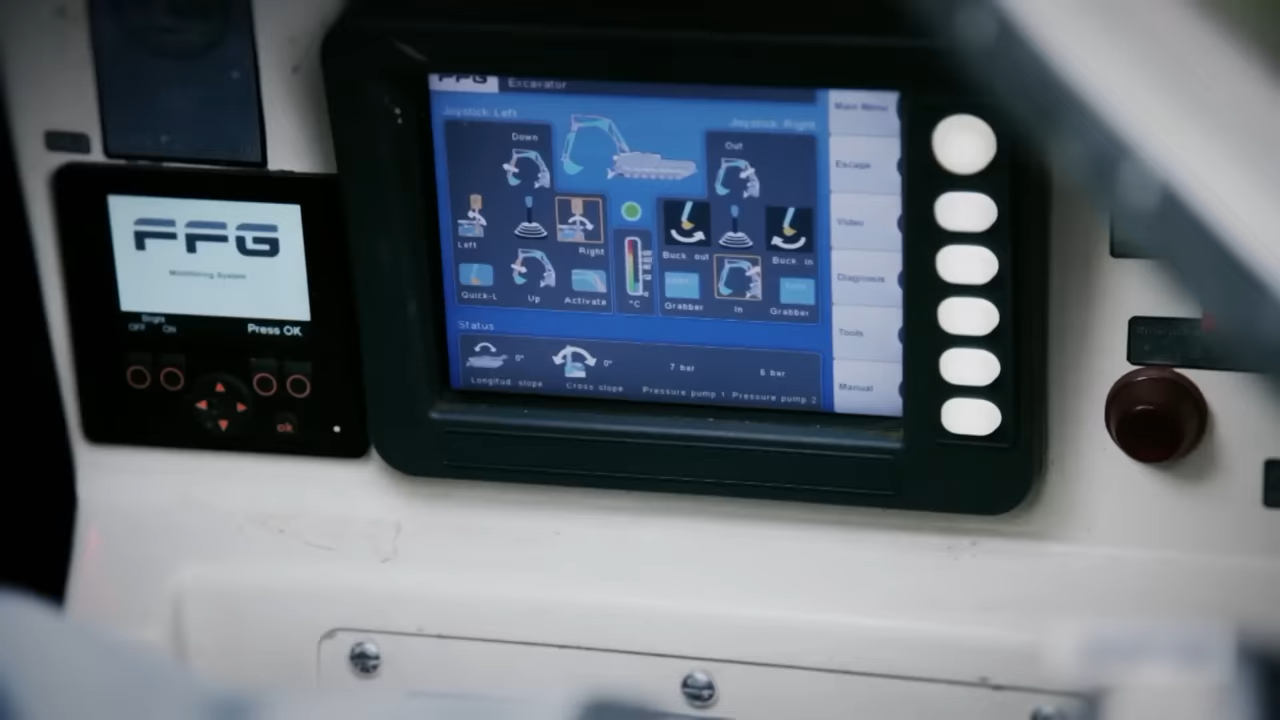 FFG
Monitoring System
Bright
OFF ON
Press OK
ok
FFG Excavator
Joystick Left
Joystick Right
Down
Out
Left
Right
Buck out
Buck in
Quick-L
Up
Activate
°C
Grabber
In
Grabber
Status
0°
0°
7 bar
6 bar
Longitud. slope
Cross slope
Pressure pump 1
Pressure pump 2
Main Menu
Escape
Video
Diagnosis
Tools
Manual